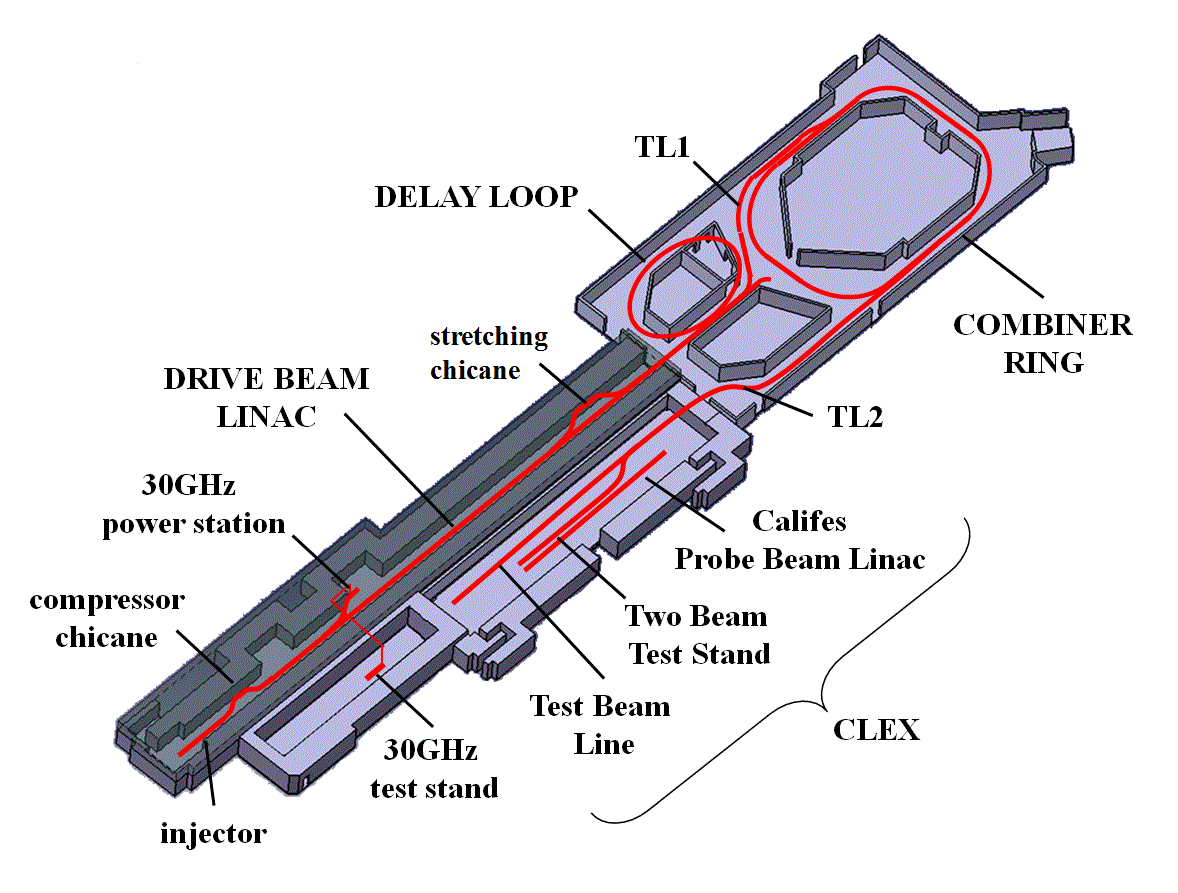 TL1
DELAY LOOP
COMBINER
RING
stretching
chicane
DRIVE BEAM
LINAC
TL2
30GHz
power station
Califes
Probe Beam Linac
compressor
chicane
Two Beam
Test Stand
Test Beam
Line
CLEX
30GHz
test stand
injector